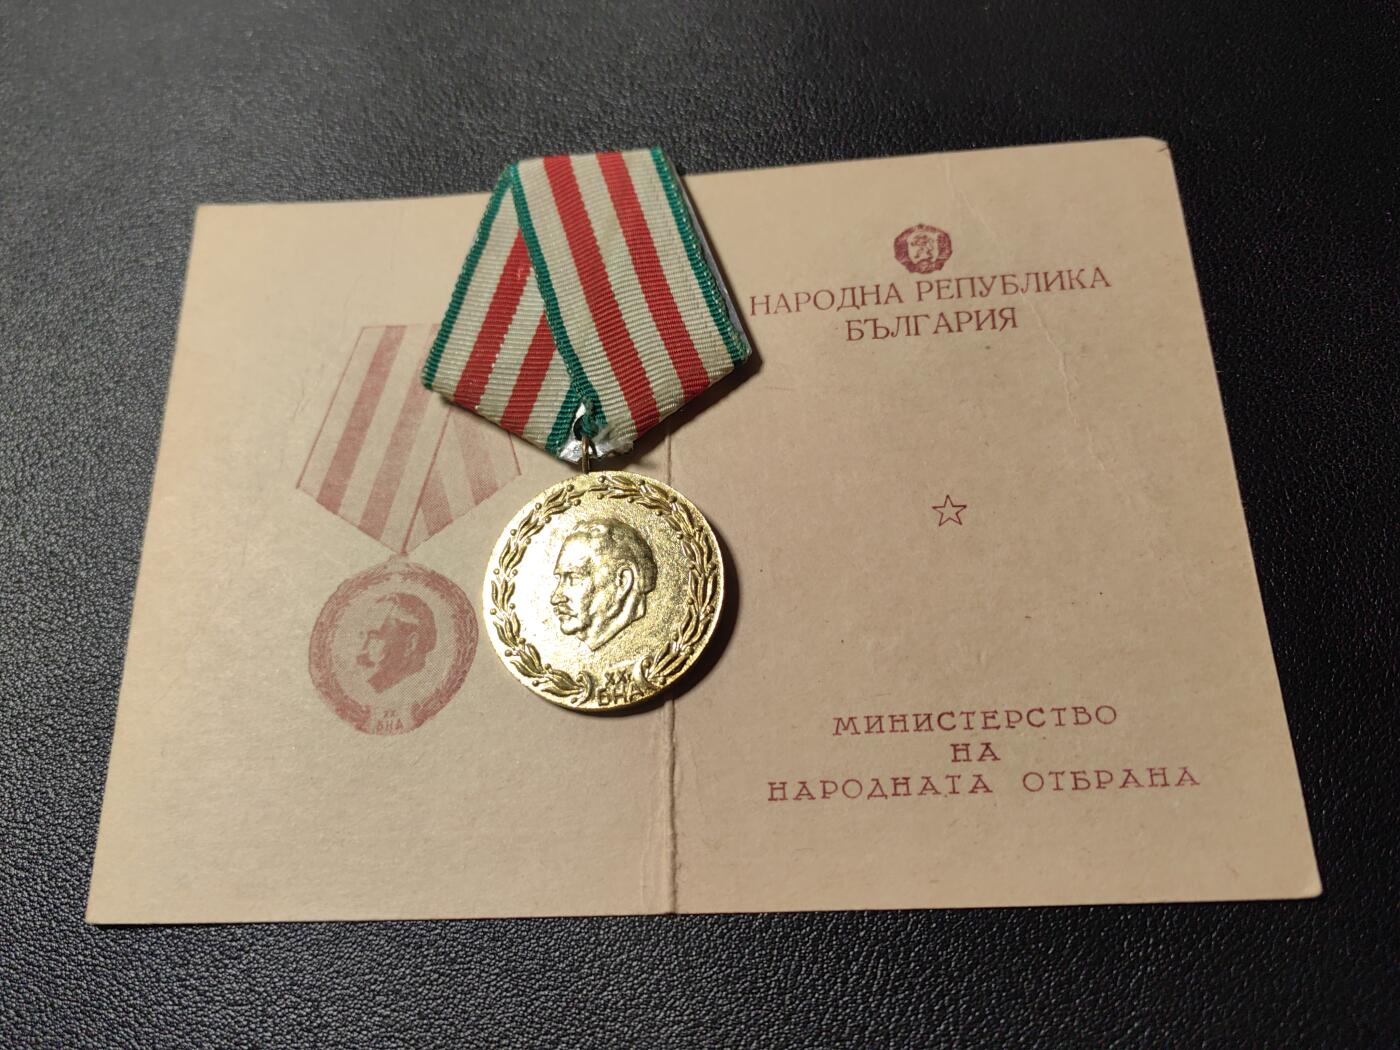 НАРОДНА РЕПУБЛИКА
БЪЛГАРИЯ
МИНИСТЕРСТВО
НА
НАРОДНАТА ОТБРАНА
XX
БНА
XX
БНА